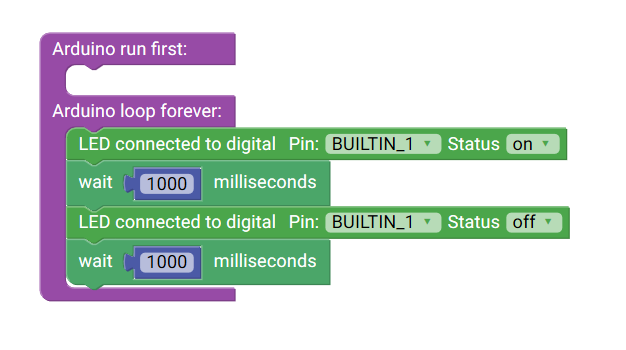 Arduino run first:
Arduino loop forever:
LED connected to digital Pin: BUILTIN_1 Status on
wait 1000 milliseconds
LED connected to digital Pin: BUILTIN_1 Status off
wait 1000 milliseconds